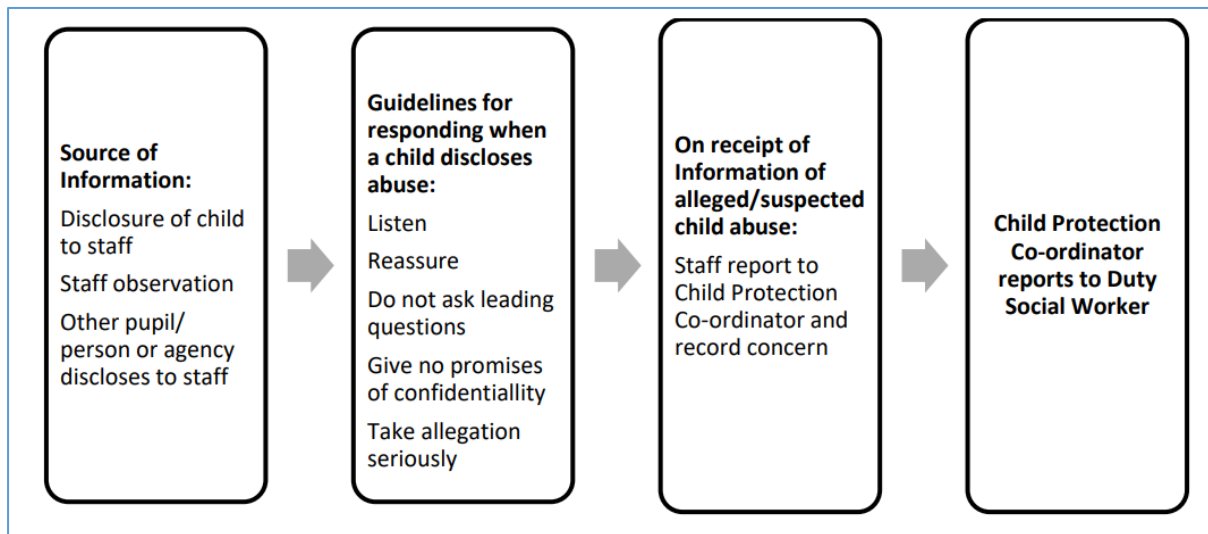 Source of
Information:
Disclosure of child
to staff
Staff observation
Other pupil/
person or agency
discloses to staff
Guidelines for
responding when
a child discloses
abuse:
Listen
Reassure
Do not ask leading
questions
Give no promises
of confidentiallity
Take allegation
seriously
On receipt of
Information of
alleged/suspected
child abuse:
Staff report to
Child Protection
Co-ordinator and
record concern
Child Protection
Co-ordinator
reports to Duty
Social Worker